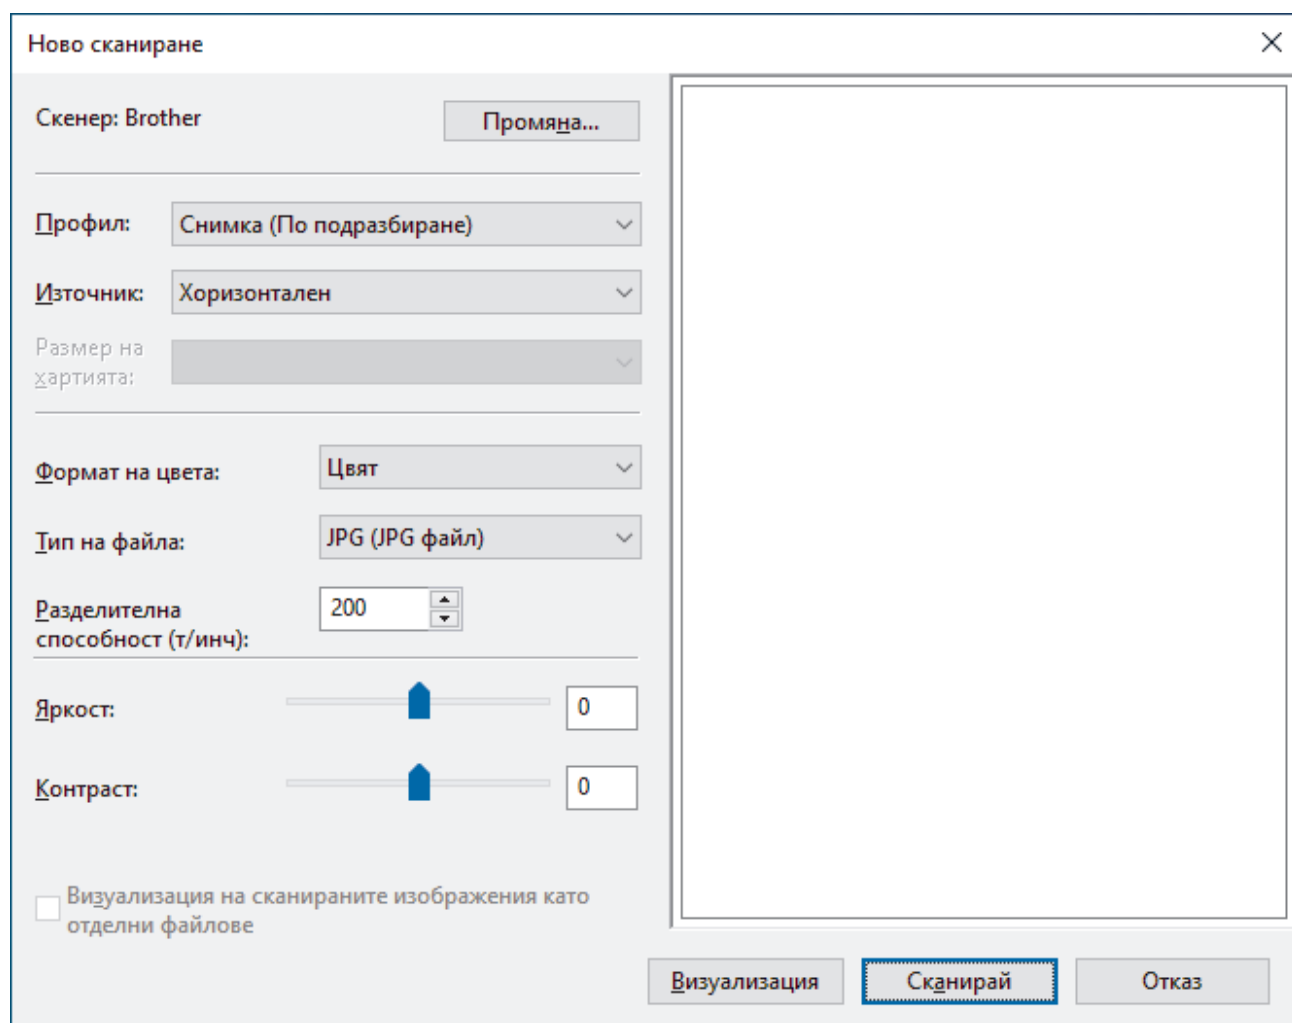 Ново сканиране
Скенер: Brother
Промяна...
Профил:
Снимка (По подразбиране)
Източник:
Хоризонтален
Размер на
хартията:
Формат на цвета:
Цвят
Тип на файла:
JPG (JPG файл)
Разделителна
способност (т/инч):
200
Яркост:
0
Контраст:
0
Визуализация на сканираните изображения като
отделни файлове
Визуализация
Сканирай
Отказ